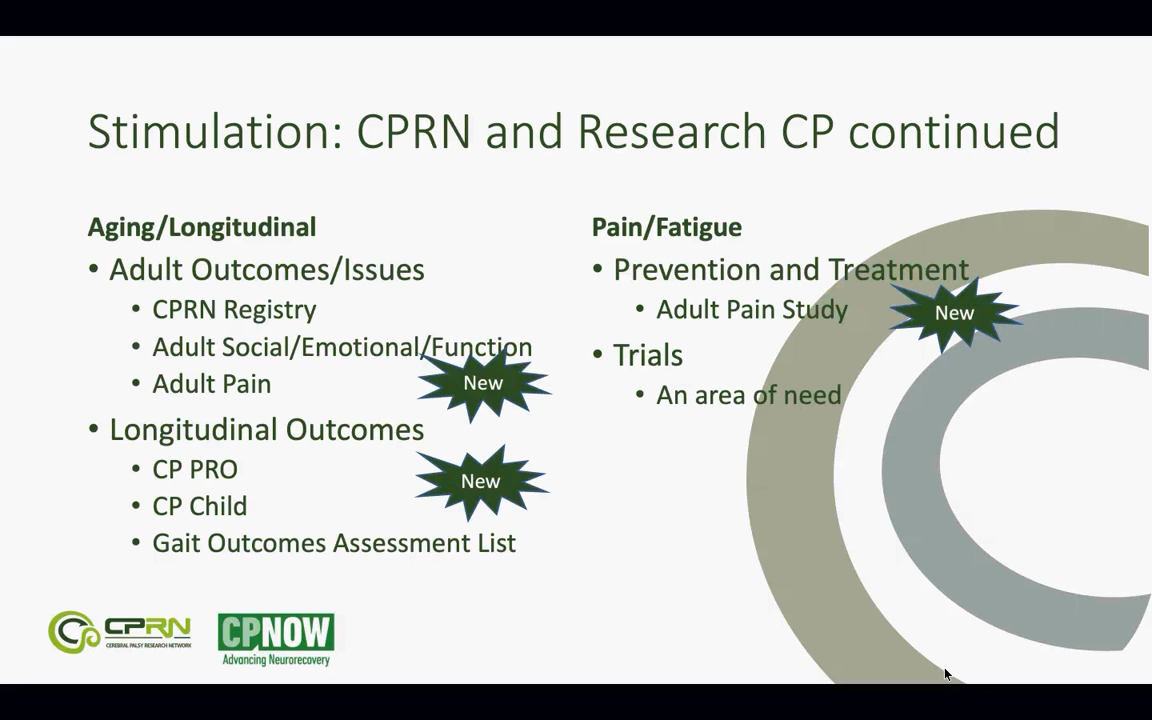 Stimulation: CPRN and Research CP continued
Aging/Longitudinal
• Adult Outcomes/Issues
• CPRN Registry
• Adult Social/Emotional/Function
• Adult Pain
New
• Longitudinal Outcomes
• CP PRO
New
• CP Child
• Gait Outcomes Assessment List
Pain/Fatigue
• Prevention and Treatment
• Adult Pain Study
New
• Trials
• An area of need
CPRN
CEREBRAL PALSY RESEARCH NETWORK
CPNOW
Advancing Neurorecovery